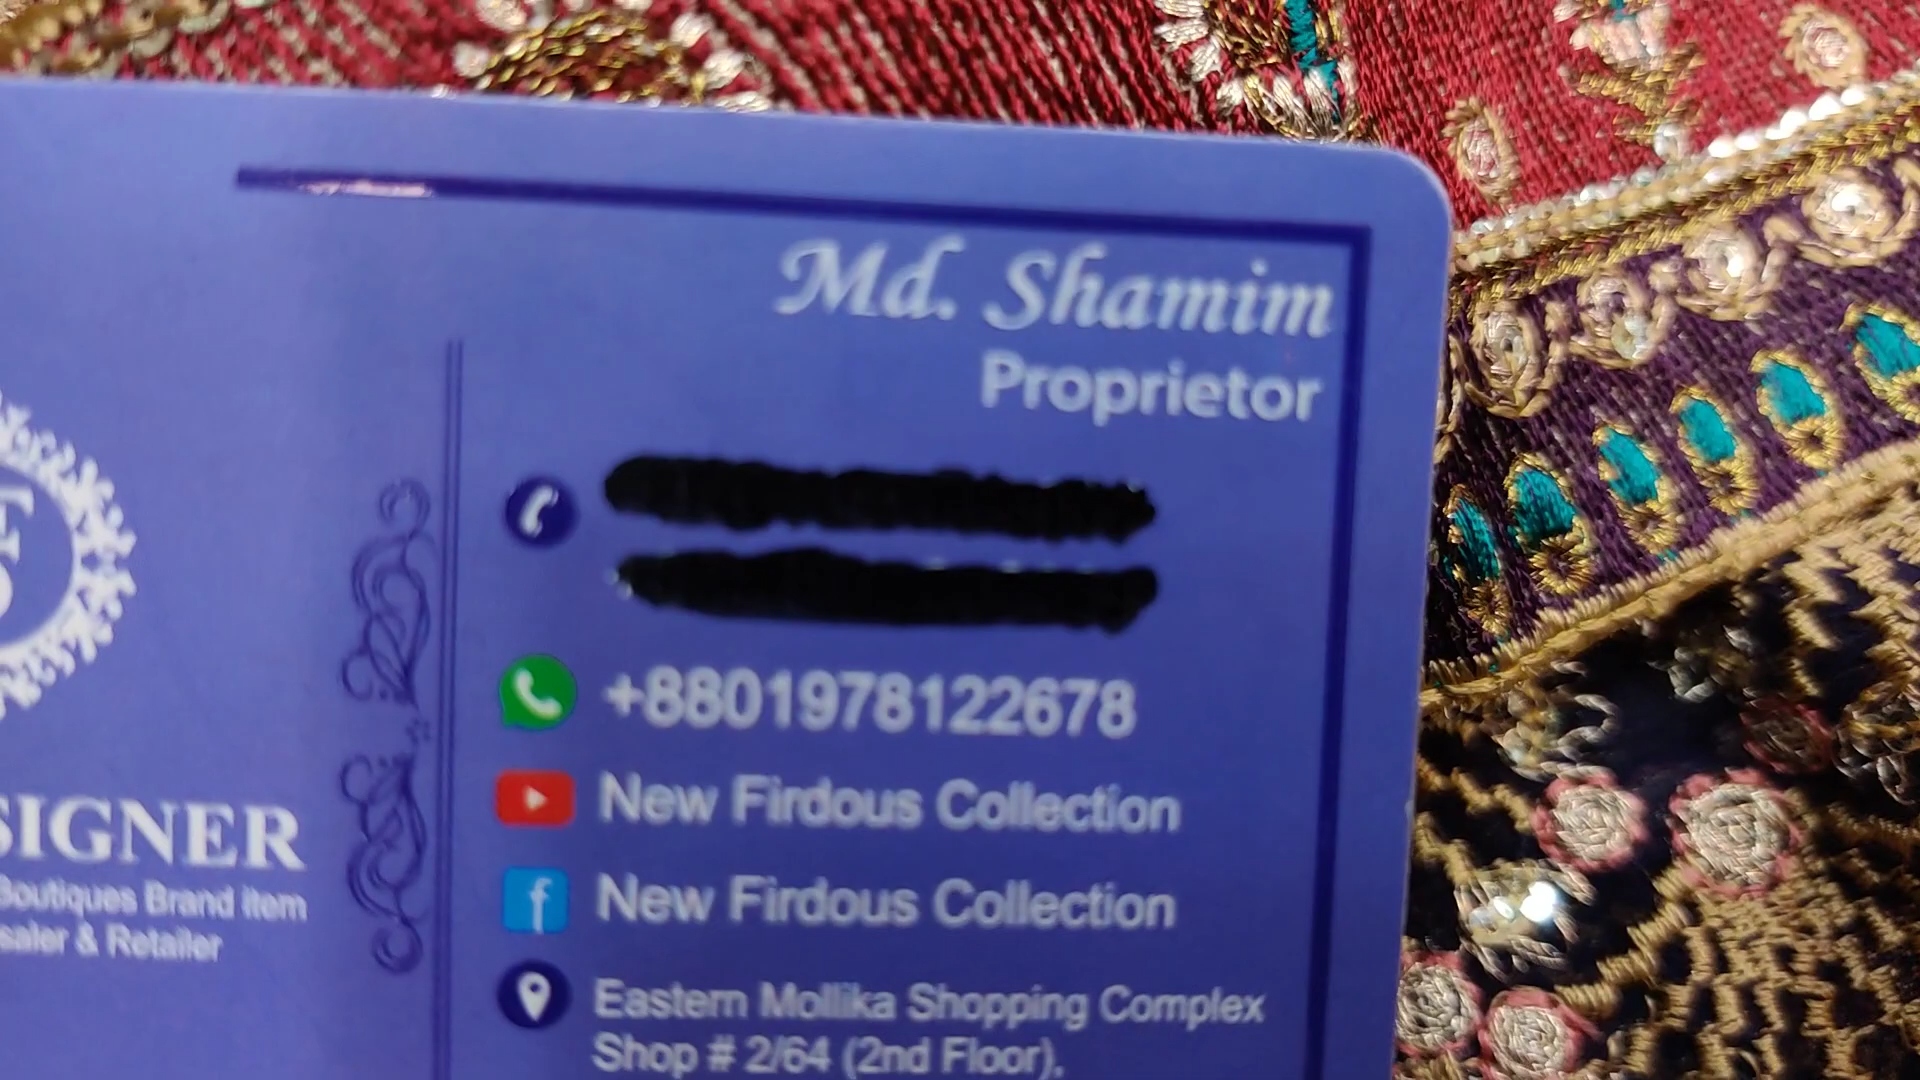 Md. Shamim
Proprietor
+8801978122678
New Firdous Collection
New Firdous Collection
Eastern Mollika Shopping Complex
Shop # 2/64 (2nd Floor),
SIGNER
Boutiques Brand item
saler & Retailer